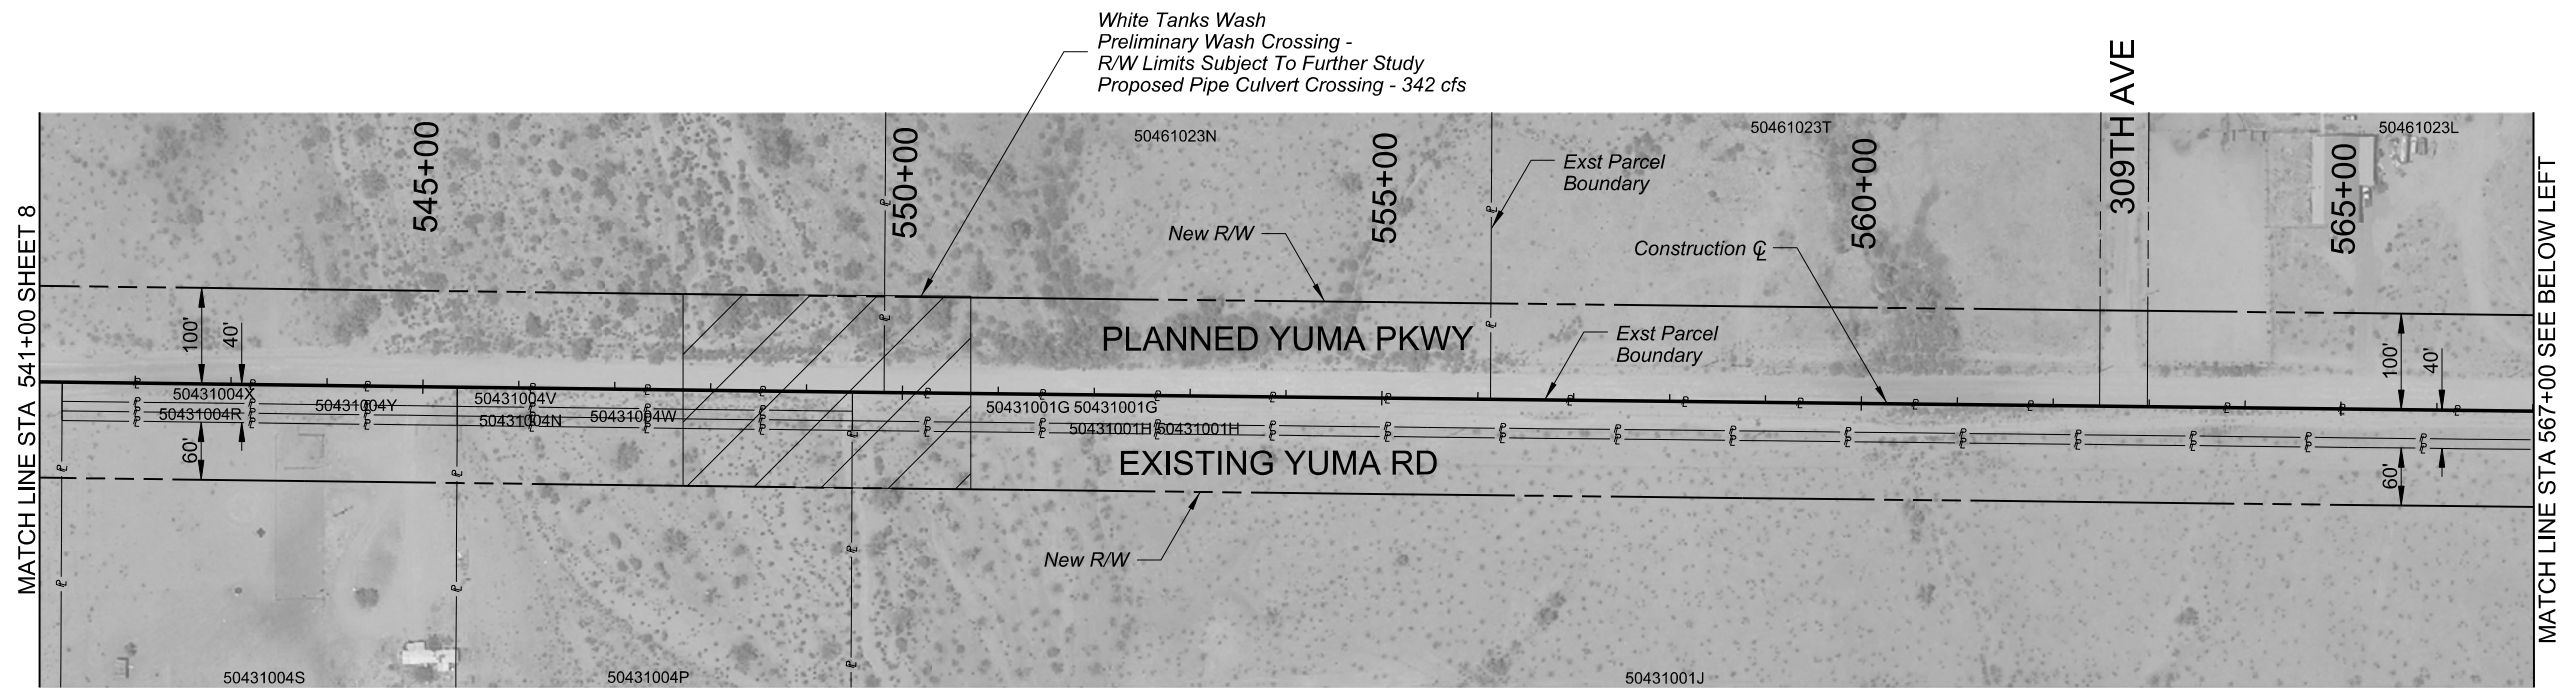 White Tanks Wash
Preliminary Wash Crossing -
R/W Limits Subject To Further Study
Proposed Pipe Culvert Crossing - 342 cfs
MATCH LINE STA 541+00 SHEET 8
545+00
550+00
50461023N
555+00
Exst Parcel
Boundary
50461023T
560+00
309TH AVE
50461023L
565+00
MATCH LINE STA 567+00 SEE BELOW LEFT
New R/W
Construction ℄
100'
40'
PLANNED YUMA PKWY
Exst Parcel
Boundary
100'
40'
50431004X
50431004R
50431004Y
50431004V
50431004N
50431004W
50431001G 50431001G
50431001H 50431001H
60'
EXISTING YUMA RD
60'
New R/W
50431004S
50431004P
50431001J